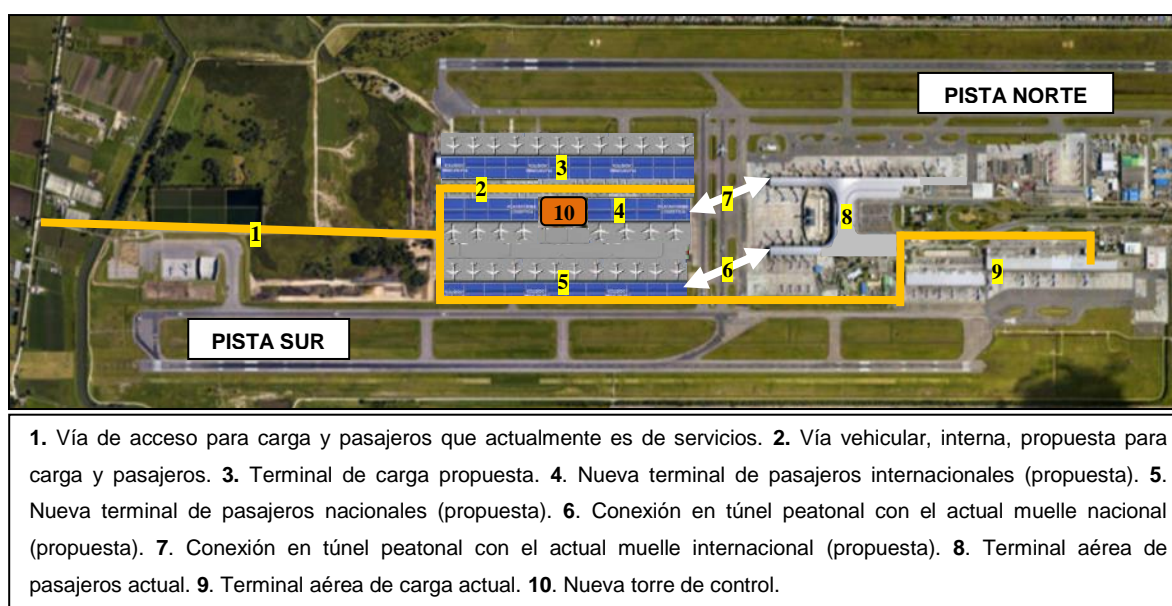 PISTA NORTE
3
2
10
4
7
8
1
6
9
5
PISTA SUR
1. Vía de acceso para carga y pasajeros que actualmente es de servicios. 2. Vía vehicular, interna, propuesta para
carga y pasajeros. 3. Terminal de carga propuesta. 4. Nueva terminal de pasajeros internacionales (propuesta). 5.
Nueva terminal de pasajeros nacionales (propuesta). 6. Conexión en túnel peatonal con el actual muelle nacional
(propuesta). 7. Conexión en túnel peatonal con el actual muelle internacional (propuesta). 8. Terminal aérea de
pasajeros actual. 9. Terminal aérea de carga actual. 10. Nueva torre de control.